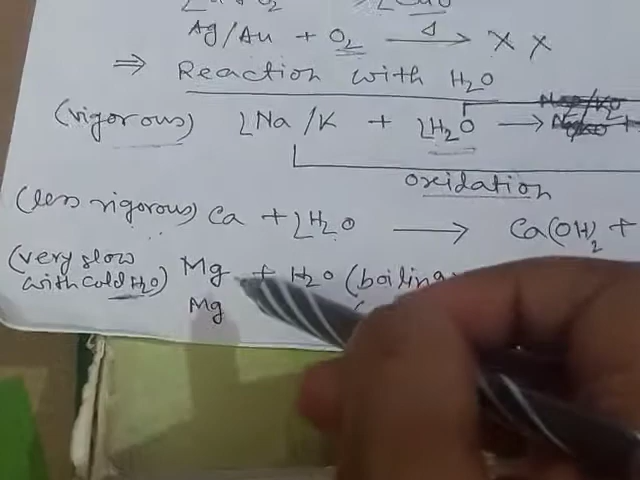 Ag/Au + O2 —Δ→ X X
⇒ Reaction with H2O
(vigorous) 2Na/K + 2H2O →
oxidation
(less vigorous) Ca + 2H2O → Ca(OH)2 +
(very slow with cold H2O) Mg + H2O (boiling
Mg